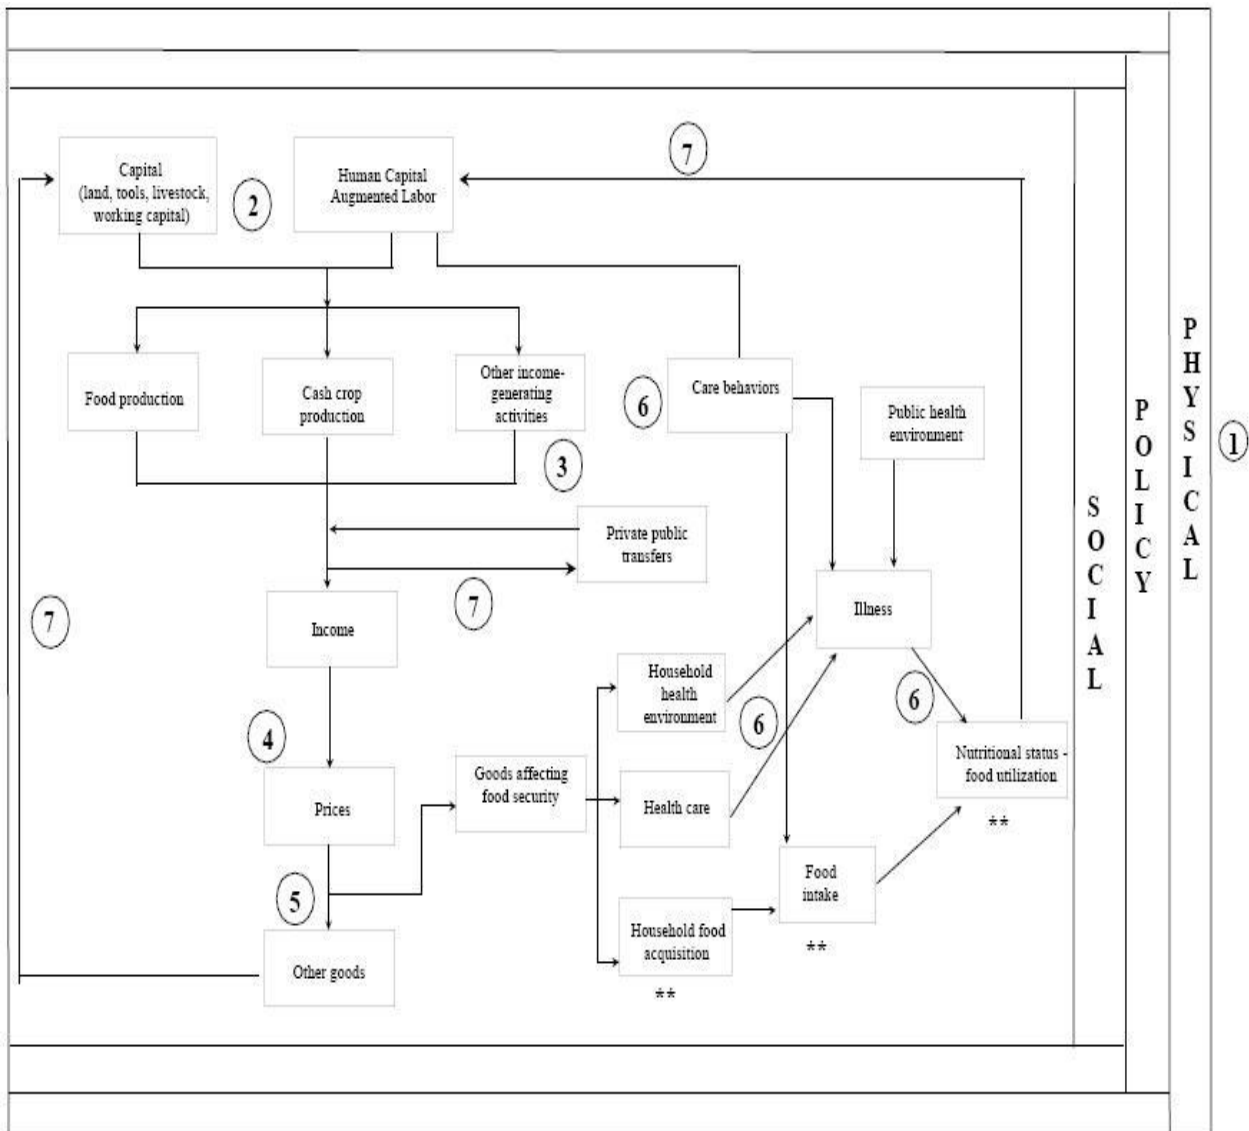 7
Capital
(land, tools, livestock,
working capital)
2
Human Capital
Augmented Labor
Food production
Cash crop
production
Other income-
generating
activities
6
Care behaviors
Public health
environment
3
Private public
transfers
7
7
Income
Illness
4
Household
health
environment
6
6
Prices
Goods affecting
food security
Health care
Nutritional status -
food utilization
**
5
Food
intake
**
Other goods
Household food
acquisition
**
SOCIAL
POLICY
PHYSICAL
1